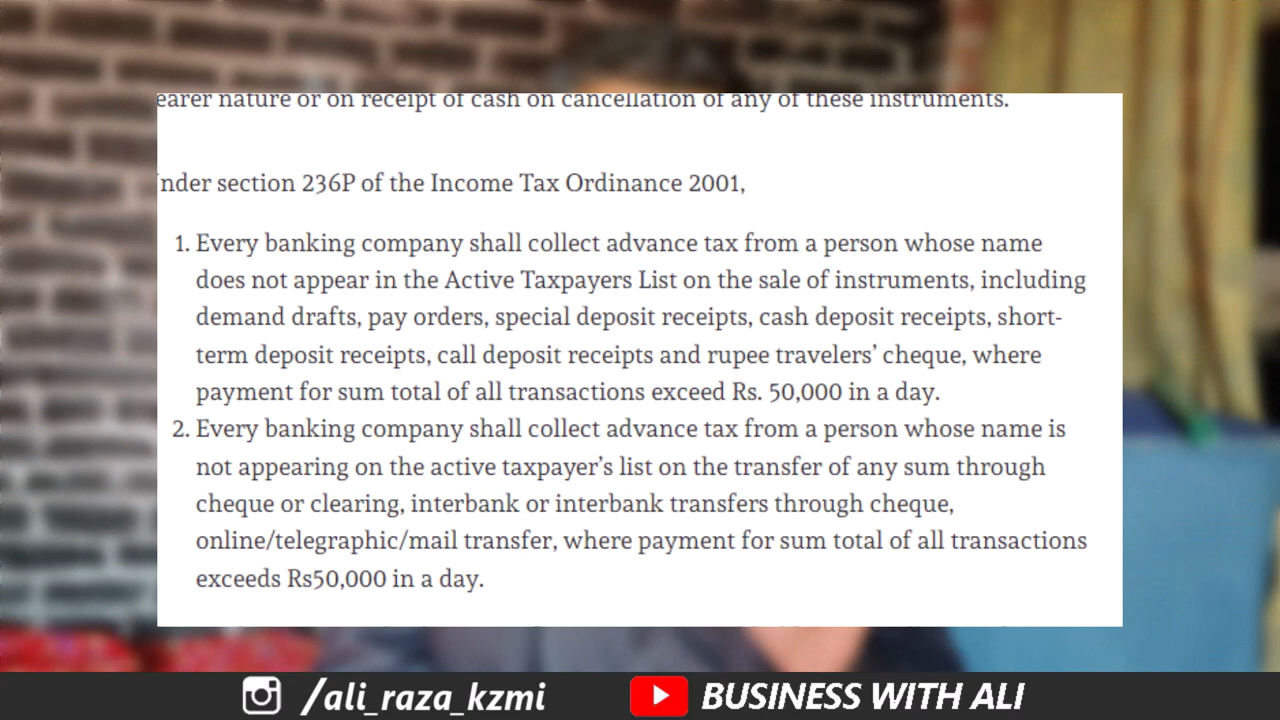 earer nature or on receipt of cash on cancellation of any of these instruments.
nder section 236P of the Income Tax Ordinance 2001,
1. Every banking company shall collect advance tax from a person whose name
does not appear in the Active Taxpayers List on the sale of instruments, including
demand drafts, pay orders, special deposit receipts, cash deposit receipts, short-
term deposit receipts, call deposit receipts and rupee travelers’ cheque, where
payment for sum total of all transactions exceed Rs. 50,000 in a day.
2. Every banking company shall collect advance tax from a person whose name is
not appearing on the active taxpayer’s list on the transfer of any sum through
cheque or clearing, interbank or interbank transfers through cheque,
online/telegraphic/mail transfer, where payment for sum total of all transactions
exceeds Rs50,000 in a day.
/ali_raza_kzmi BUSINESS WITH ALI